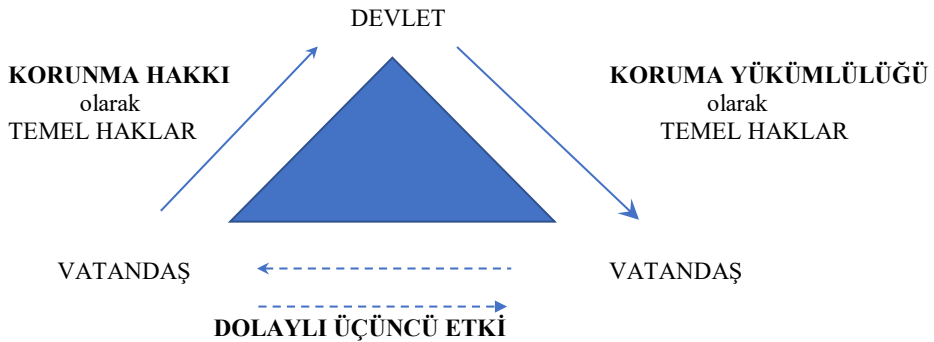 DEVLET
KORUNMA HAKKI
olarak
TEMEL HAKLAR
KORUMA YÜKÜMLÜLÜĞÜ
olarak
TEMEL HAKLAR
VATANDAŞ
VATANDAŞ
DOLAYLI ÜÇÜNCÜ ETKİ